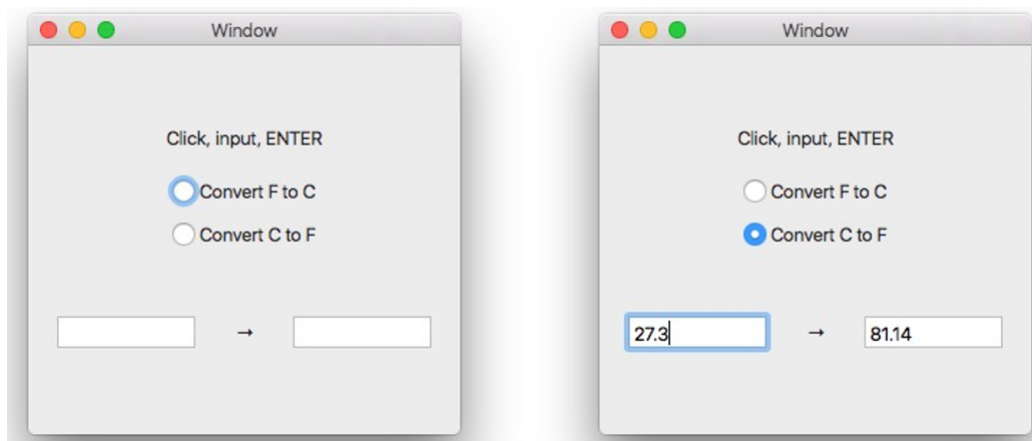 Window
Click, input, ENTER
Convert F to C
Convert C to F
→
Window
Click, input, ENTER
Convert F to C
Convert C to F
27.3 → 81.14